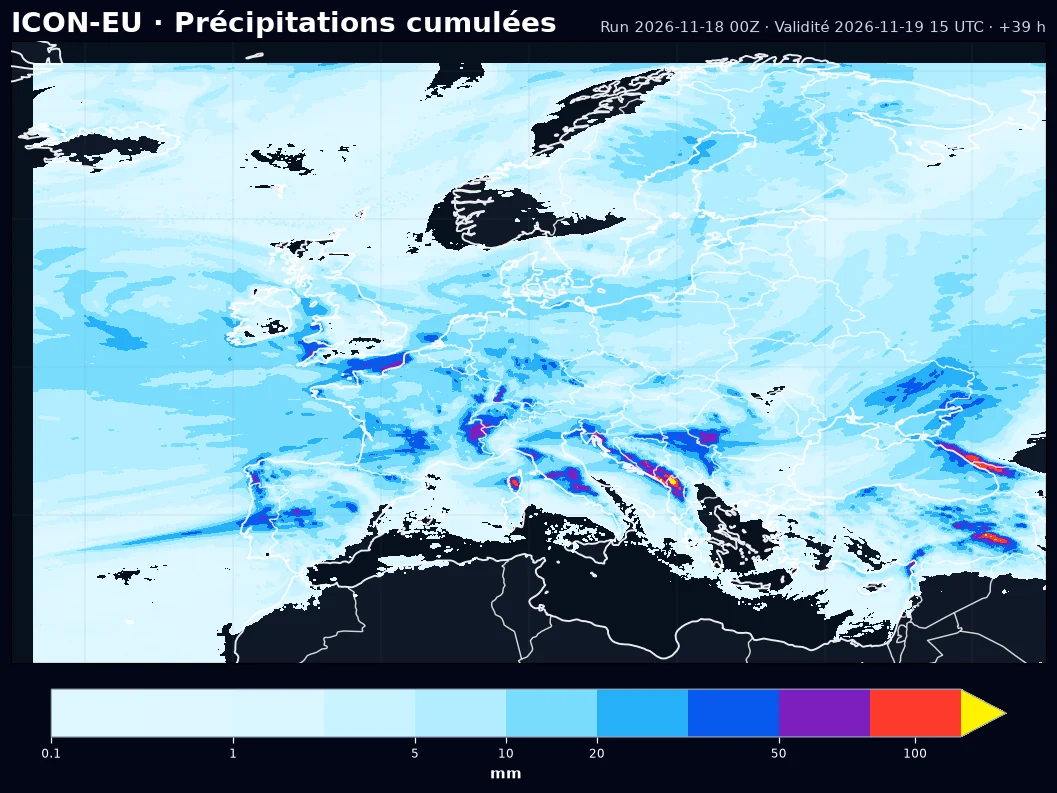 ICON-EU · Précipitations cumulées
Run 2026-11-18 00Z · Validité 2026-11-19 15 UTC · +39 h
0.1 1 5 10 20 50 100
mm